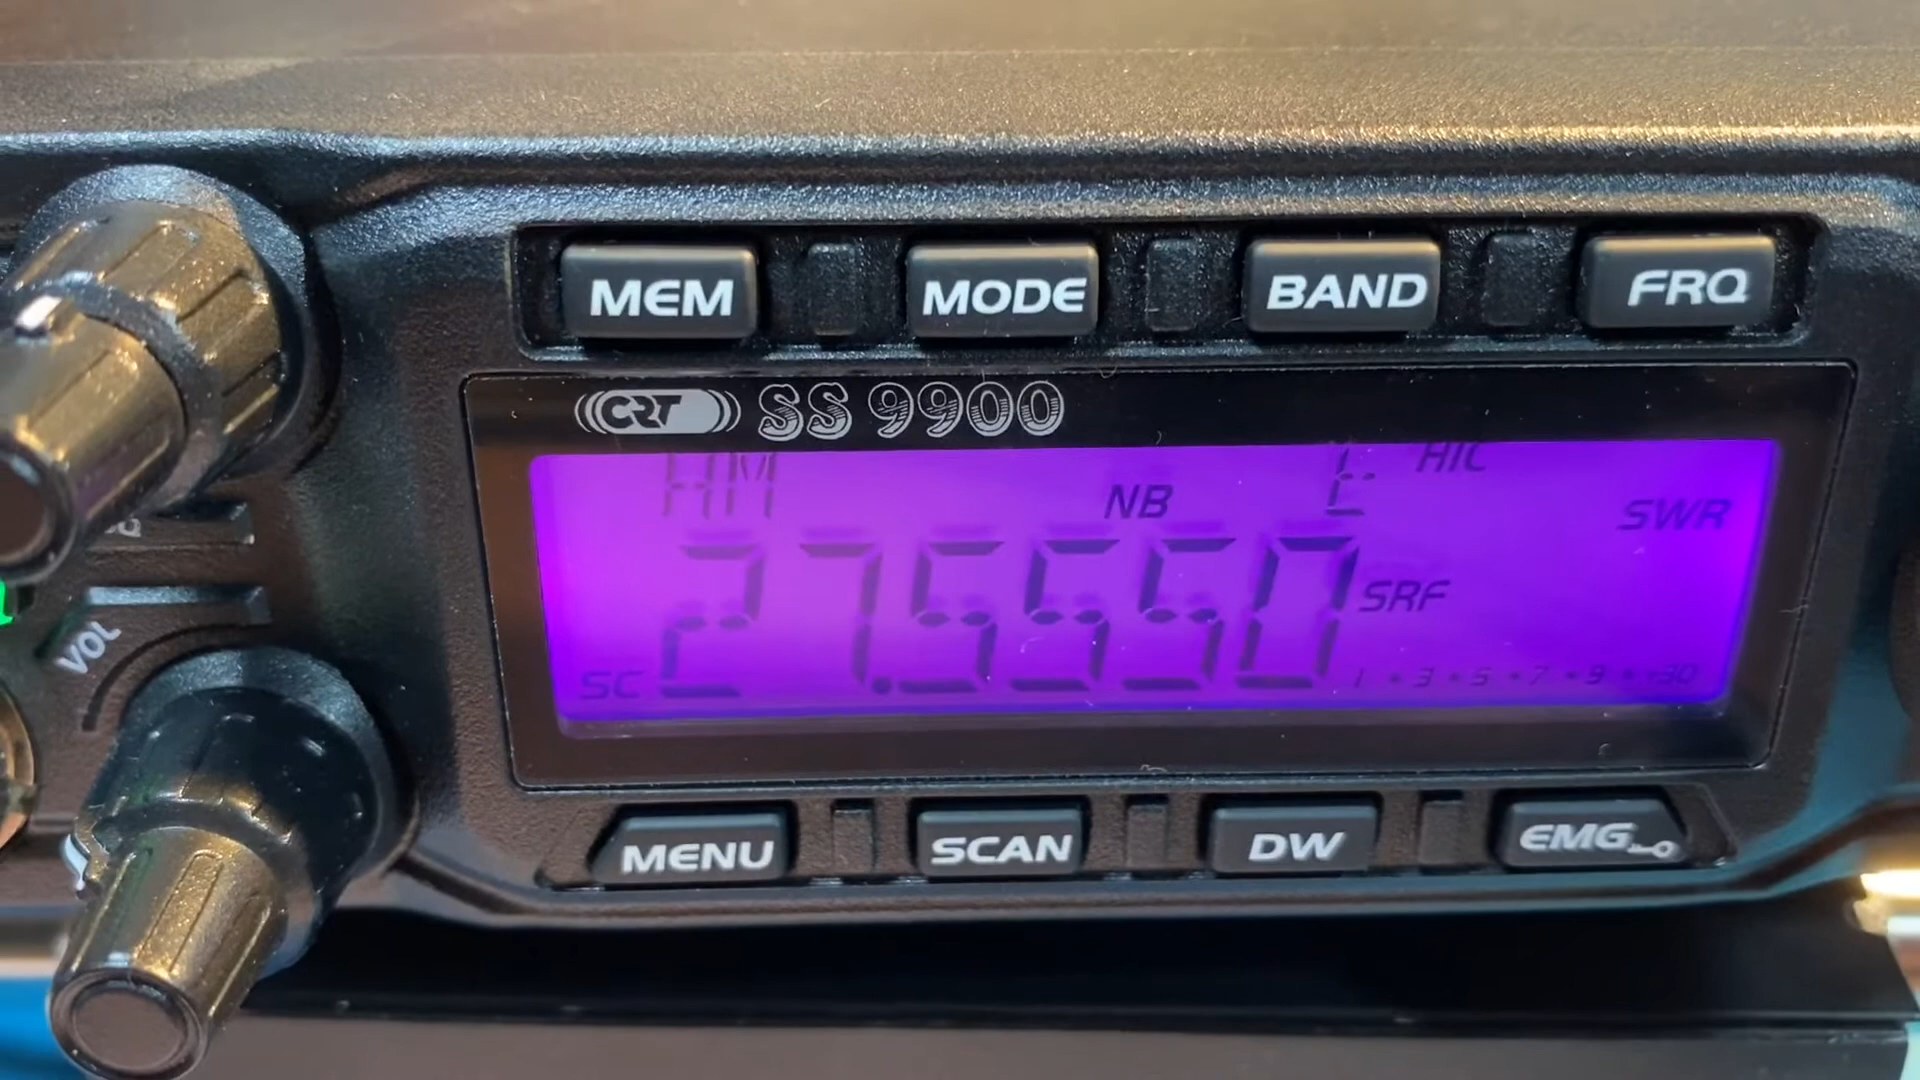 MEM MODE BAND FRQ
CRT SS 9900
AM NB E HIC
SWR
27.5550 SRF
SC 1 • 3 • 5 • 7 • 9 • +30
VOL
MENU SCAN DW EMG